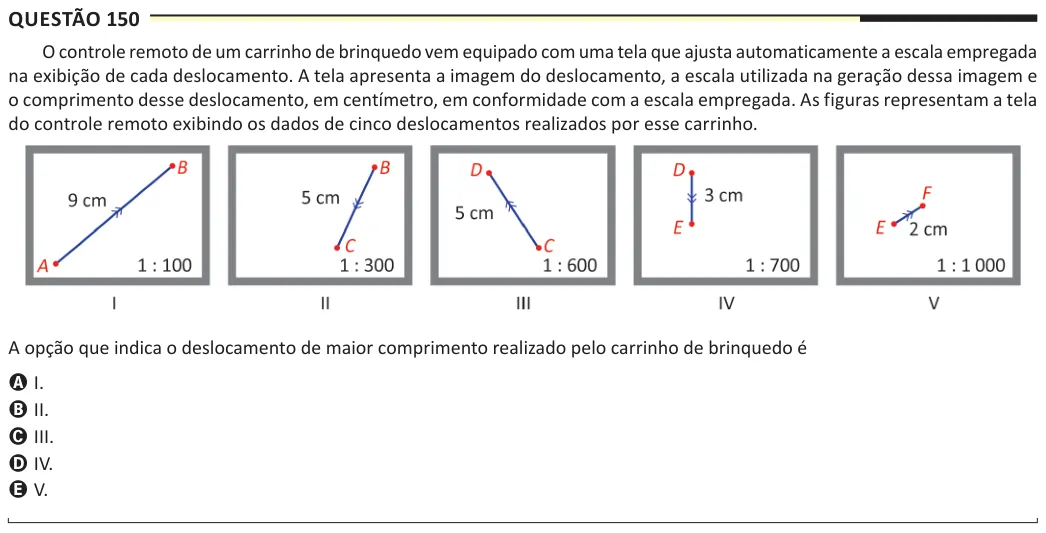 QUESTÃO 150
O controle remoto de um carrinho de brinquedo vem equipado com uma tela que ajusta automaticamente a escala empregada
na exibição de cada deslocamento. A tela apresenta a imagem do deslocamento, a escala utilizada na geração dessa imagem e
o comprimento desse deslocamento, em centímetro, em conformidade com a escala empregada. As figuras representam a tela
do controle remoto exibindo os dados de cinco deslocamentos realizados por esse carrinho.
B
9 cm
A
1 : 100
I
B
5 cm
C
1 : 300
II
D
5 cm
C
1 : 600
III
D
3 cm
E
1 : 700
IV
F
E
2 cm
1 : 1 000
V
A opção que indica o deslocamento de maior comprimento realizado pelo carrinho de brinquedo é
A I.
B II.
C III.
D IV.
E V.